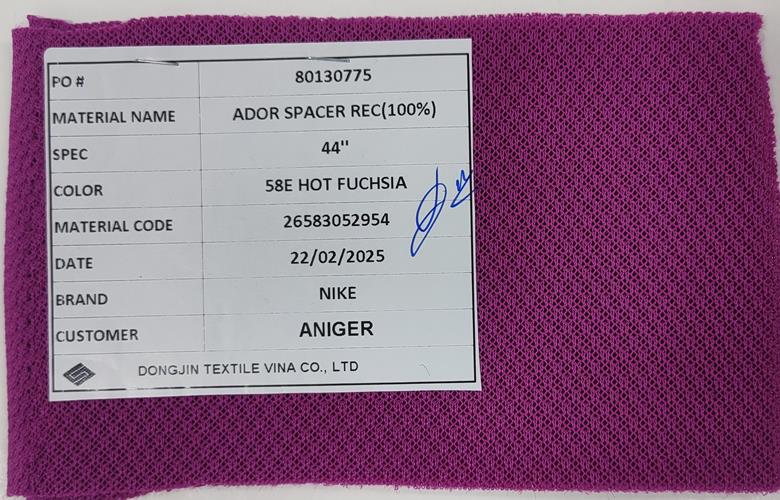 PO # 80130775
MATERIAL NAME ADOR SPACER REC(100%)
SPEC 44"
COLOR 58E HOT FUCHSIA
MATERIAL CODE 26583052954
DATE 22/02/2025
BRAND NIKE
CUSTOMER ANIGER
DONGJIN TEXTILE VINA CO., LTD